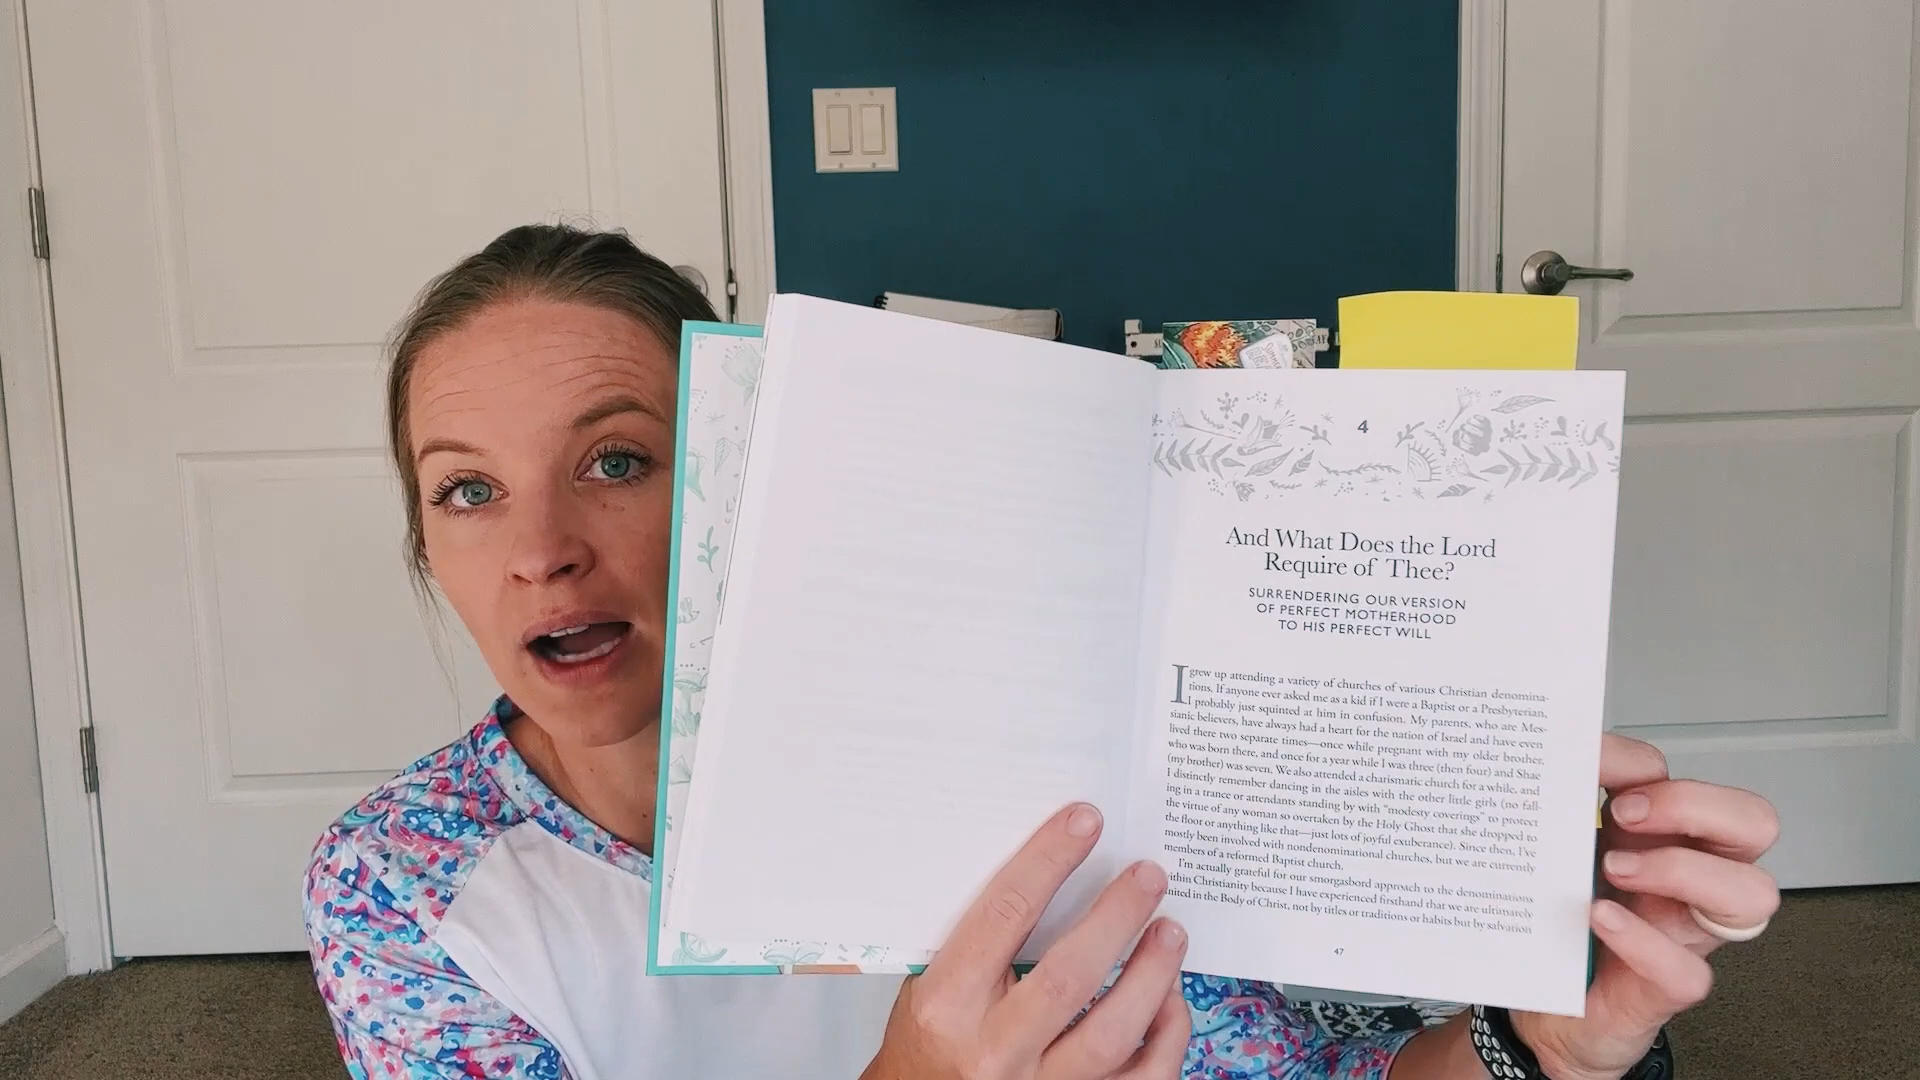 4
And What Does the Lord
Require of Thee?
SURRENDERING OUR VERSION
OF PERFECT MOTHERHOOD
TO HIS PERFECT WILL
I grew up attending a variety of churches of various Christian denomina-
tions. If anyone ever asked me as a kid if I were a Baptist or a Presbyterian,
I probably just squinted at him in confusion. My parents, who are Mes-
sianic believers, have always had a heart for the nation of Israel and have even
lived there two separate times—once while pregnant with my older brother,
who was born there, and once for a year while I was three (then four) and Shae
(my brother) was seven. We also attended a charismatic church for a while, and
I distinctly remember dancing in the aisles with the other little girls (no fall-
ing in a trance or attendants standing by with "modesty coverings" to protect
the virtue of any woman so overtaken by the Holy Ghost that she dropped to
the floor or anything like that—just lots of joyful exuberance). Since then, I've
mostly been involved with nondenominational churches, but we are currently
members of a reformed Baptist church.
I'm actually grateful for our smorgasbord approach to the denominations
within Christianity because I have experienced firsthand that we are ultimately
united in the Body of Christ, not by titles or traditions or habits but by salvation
47